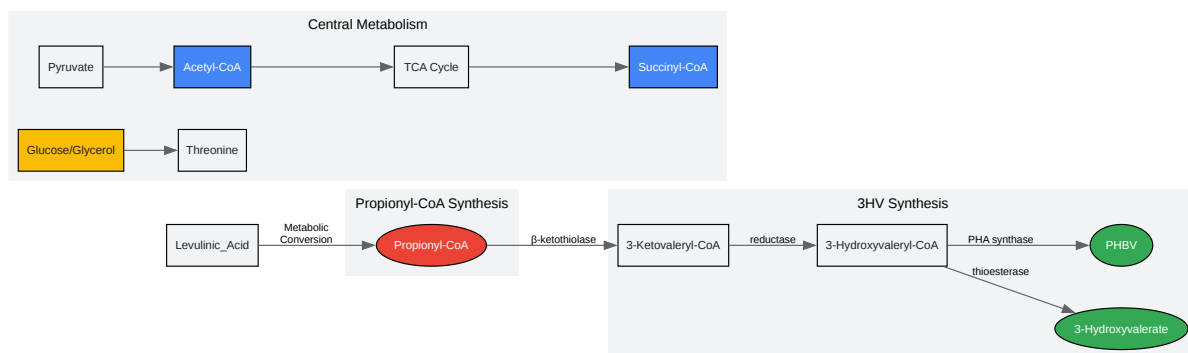 Central Metabolism
Pyruvate
Acetyl-CoA
TCA Cycle
Succinyl-CoA
Glucose/Glycerol
Threonine
Propionyl-CoA Synthesis
3HV Synthesis
Levulinic_Acid
Metabolic
Conversion
Propionyl-CoA
β-ketothiolase
3-Ketovaleryl-CoA
reductase
3-Hydroxyvaleryl-CoA
PHA synthase
PHBV
thioesterase
3-Hydroxyvalerate